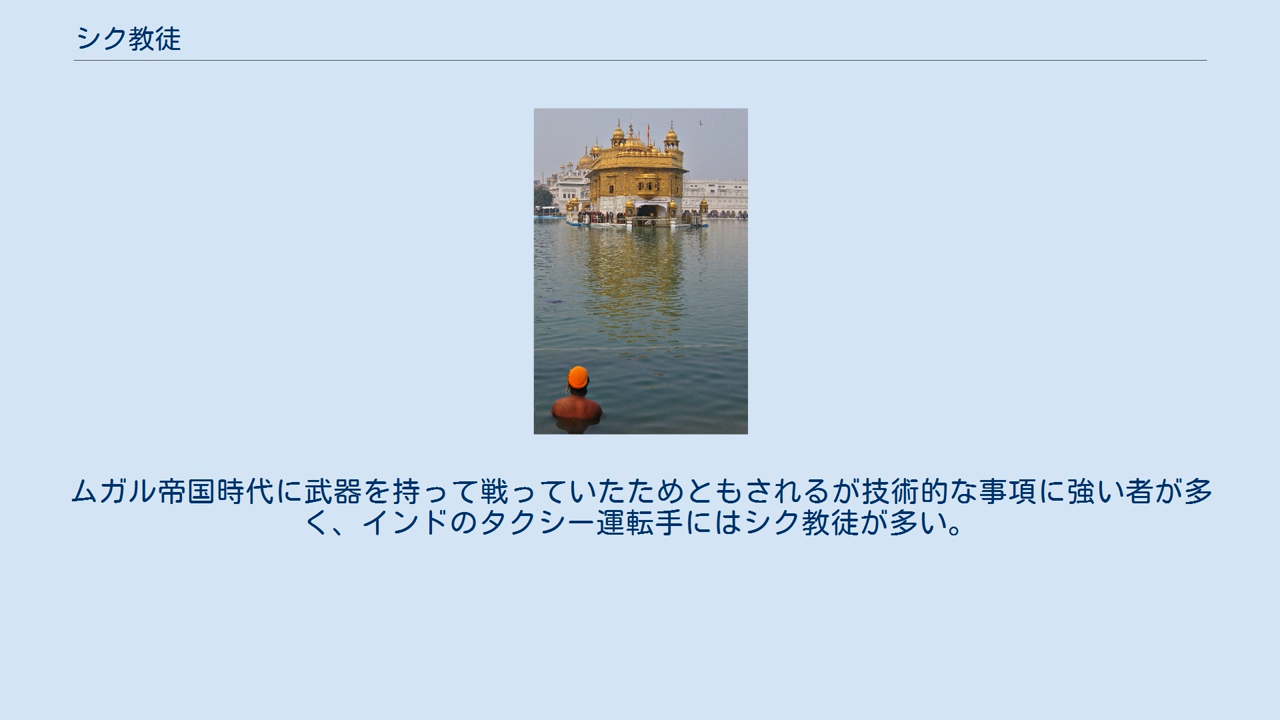 シク教徒
ムガル帝国時代に武器を持って戦っていたためともされるが技術的な事項に強い者が多
く、インドのタクシー運転手にはシク教徒が多い。